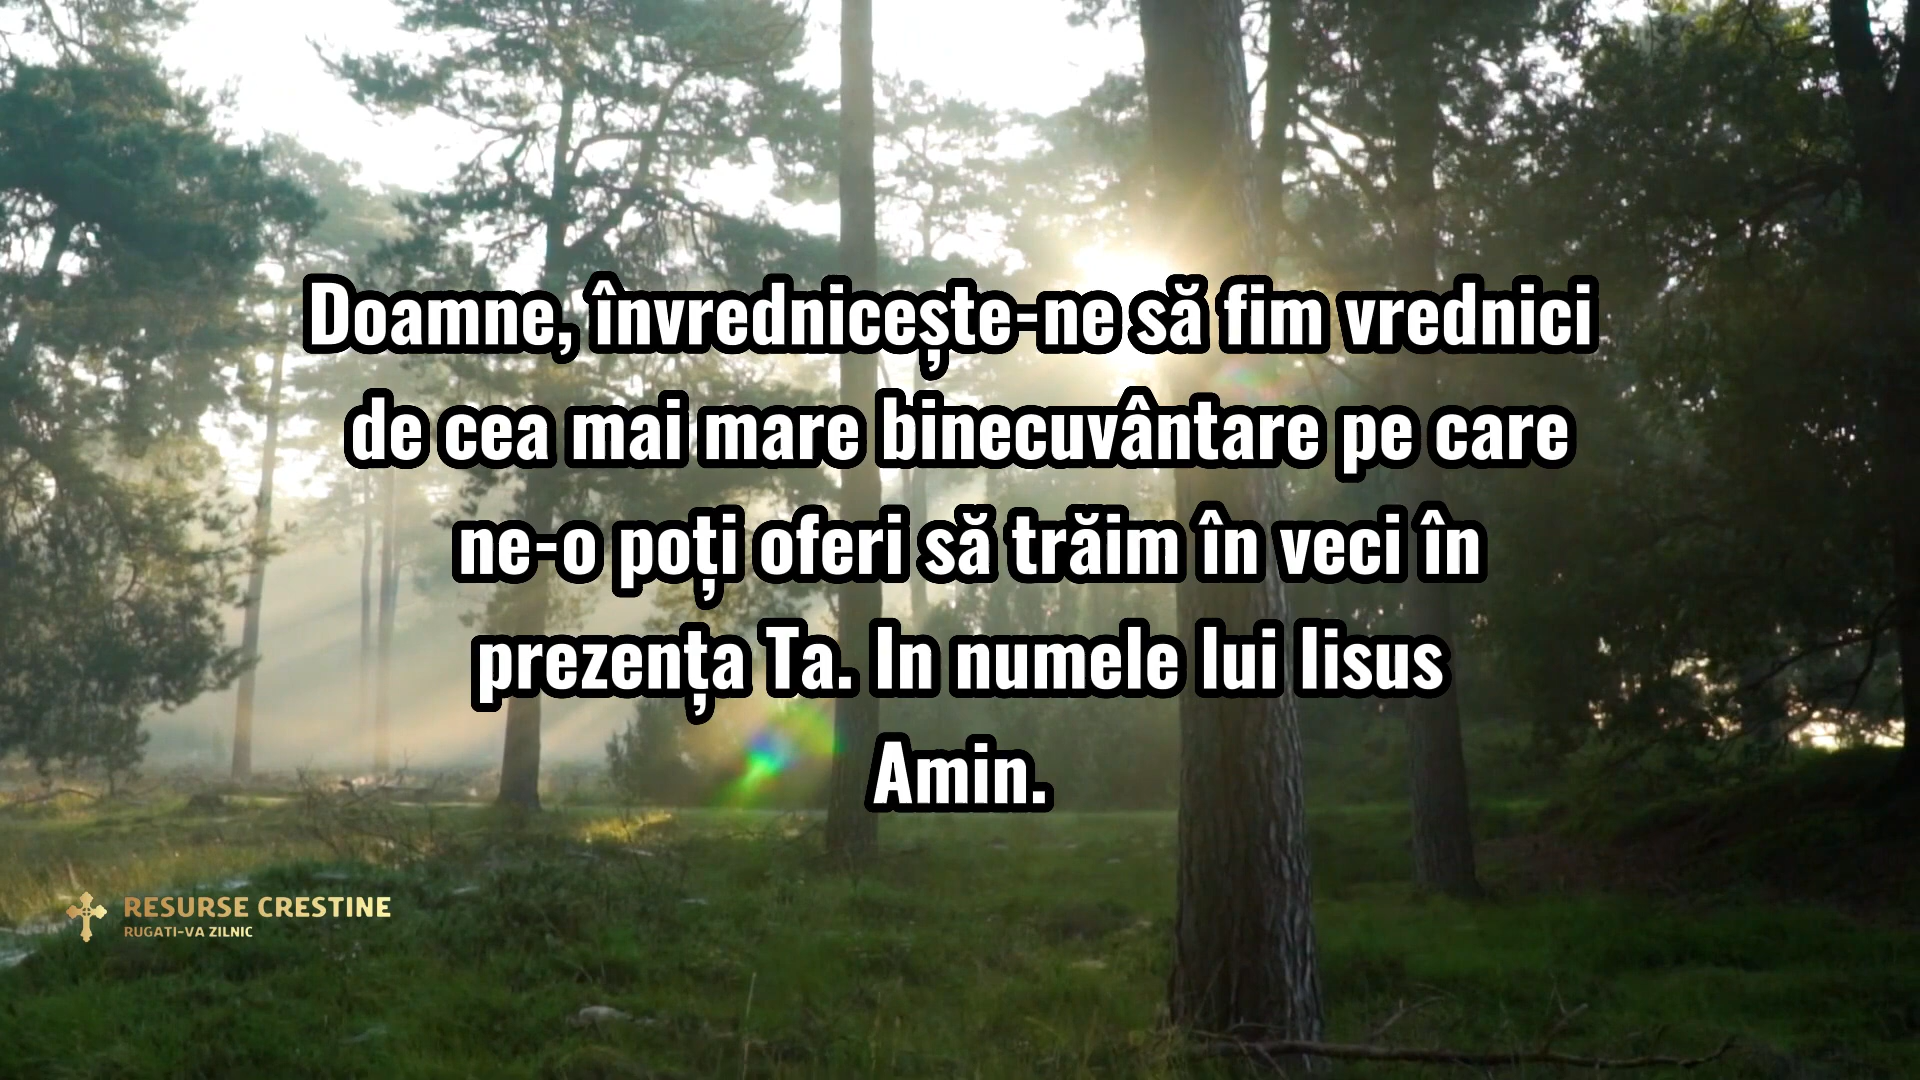 Doamne, învrednicește-ne să fim vrednici
de cea mai mare binecuvântare pe care
ne-o poți oferi să trăim în veci în
prezența Ta. In numele lui Iisus
Amin.
RESURSE CRESTINE
RUGATI-VA ZILNIC